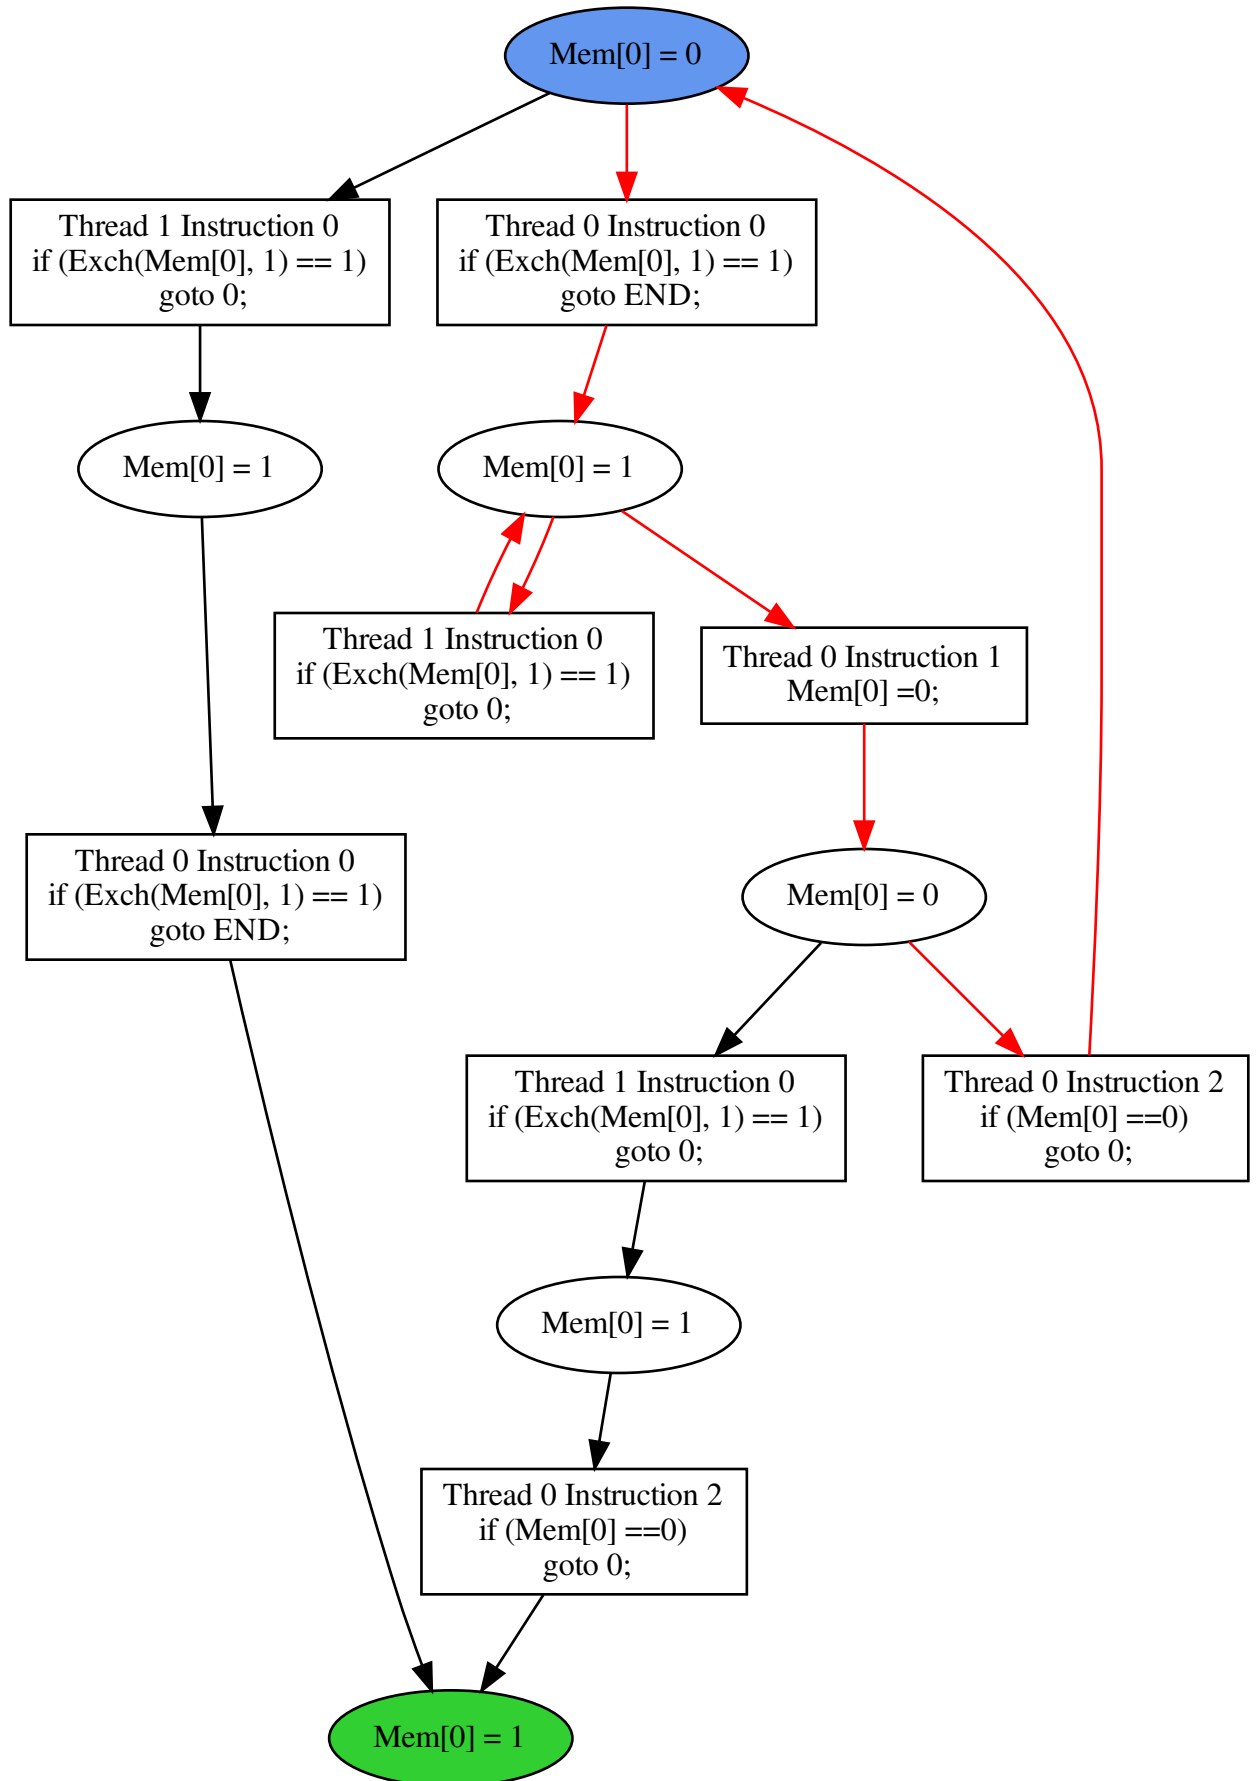 Mem[0] = 0
Thread 1 Instruction 0
if (Exch(Mem[0], 1) == 1)
goto 0;
Thread 0 Instruction 0
if (Exch(Mem[0], 1) == 1)
goto END;
Mem[0] = 1
Mem[0] = 1
Thread 1 Instruction 0
if (Exch(Mem[0], 1) == 1)
goto 0;
Thread 0 Instruction 1
Mem[0] =0;
Thread 0 Instruction 0
if (Exch(Mem[0], 1) == 1)
goto END;
Mem[0] = 0
Thread 1 Instruction 0
if (Exch(Mem[0], 1) == 1)
goto 0;
Thread 0 Instruction 2
if (Mem[0] ==0)
goto 0;
Mem[0] = 1
Thread 0 Instruction 2
if (Mem[0] ==0)
goto 0;
Mem[0] = 1